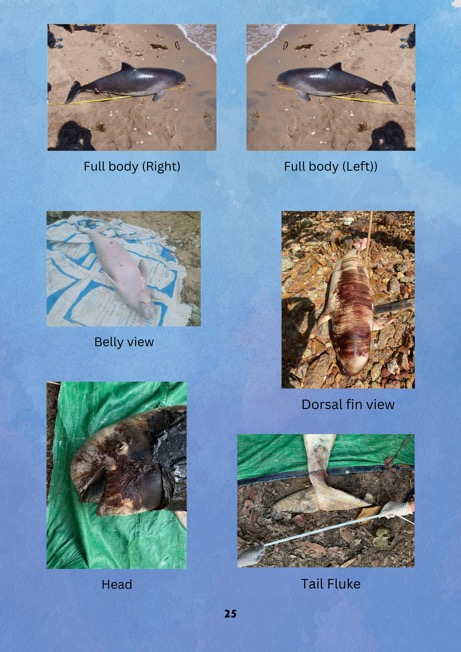 Full body (Right)
Full body (Left))
Belly view
Dorsal fin view
Head
Tail Fluke
25